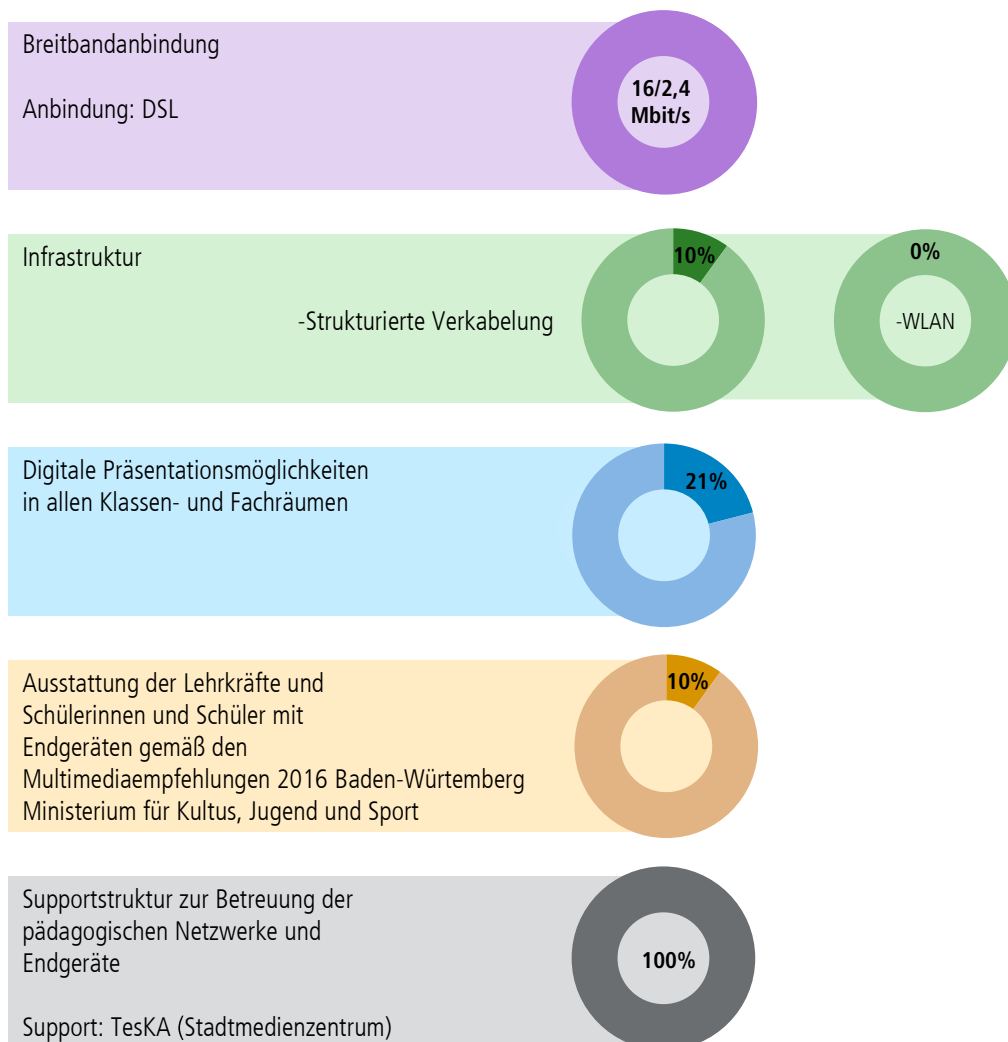 Breitbandanbindung
Anbindung: DSL
16/2,4
Mbit/s
Infrastruktur
-Strukturierte Verkabelung
10%
0%
-WLAN
Digitale Präsentationsmöglichkeiten
in allen Klassen- und Fachräumen
21%
Ausstattung der Lehrkräfte und
Schülerinnen und Schüler mit
Endgeräten gemäß den
Multimediaempfehlungen 2016 Baden-Würtemberg
Ministerium für Kultus, Jugend und Sport
10%
Supportstruktur zur Betreuung der
pädagogischen Netzwerke und
Endgeräte
Support: TesKA (Stadtmedienzentrum)
100%